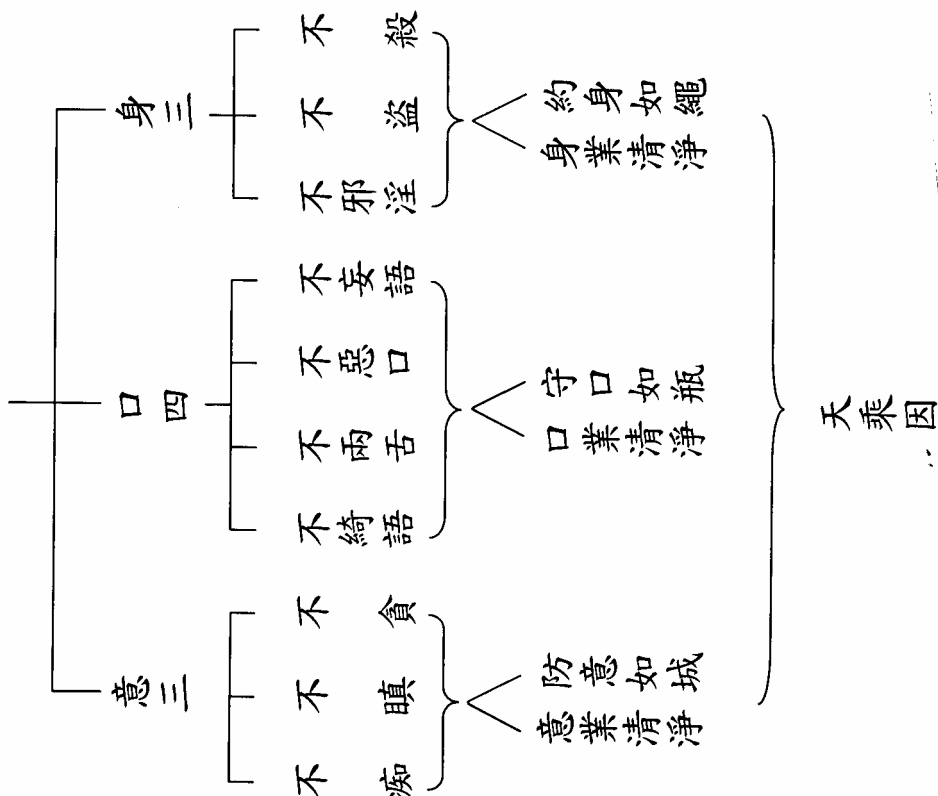 身三
不殺
不盜
不邪淫
約身如繩
身業清淨
口四
不妄語
不惡口
不兩舌
不綺語
守口如瓶
口業清淨
意三
不貪
不瞋
不痴
防意如城
意業清淨
天乘因